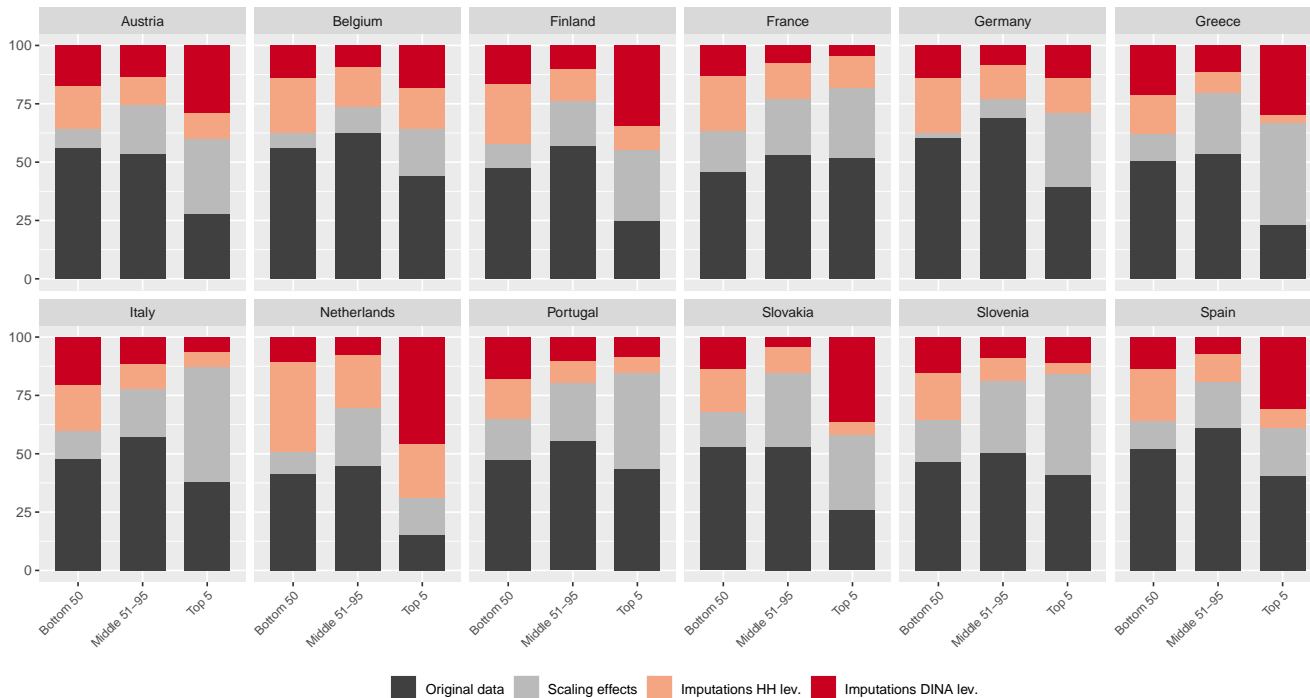 Austria Belgium Finland France Germany Greece
100
75
50
25
0
Italy Netherlands Portugal Slovakia Slovenia Spain
100
75
50
25
0
Bottom 50 Middle 51−95 Top 5 Bottom 50 Middle 51−95 Top 5 Bottom 50 Middle 51−95 Top 5 Bottom 50 Middle 51−95 Top 5 Bottom 50 Middle 51−95 Top 5 Bottom 50 Middle 51−95 Top 5
Original data Scaling effects Imputations HH lev. Imputations DINA lev.